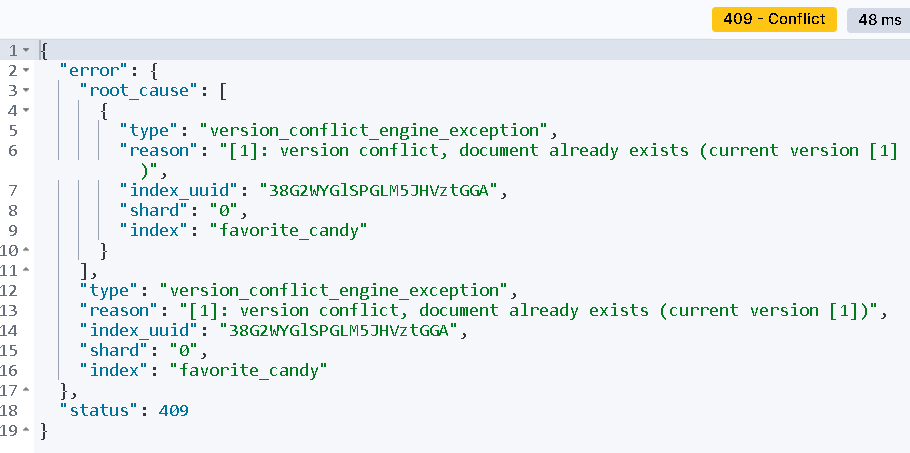 409 - Conflict 48 ms
1 {
2 "error": {
3 "root_cause": [
4 {
5 "type": "version_conflict_engine_exception",
6 "reason": "[1]: version conflict, document already exists (current version [1]
)",
7 "index_uuid": "38G2WYGlSPGLM5JHVztGGA",
8 "shard": "0",
9 "index": "favorite_candy"
10 }
11 ],
12 "type": "version_conflict_engine_exception",
13 "reason": "[1]: version conflict, document already exists (current version [1])",
14 "index_uuid": "38G2WYGlSPGLM5JHVztGGA",
15 "shard": "0",
16 "index": "favorite_candy"
17 },
18 "status": 409
19 }